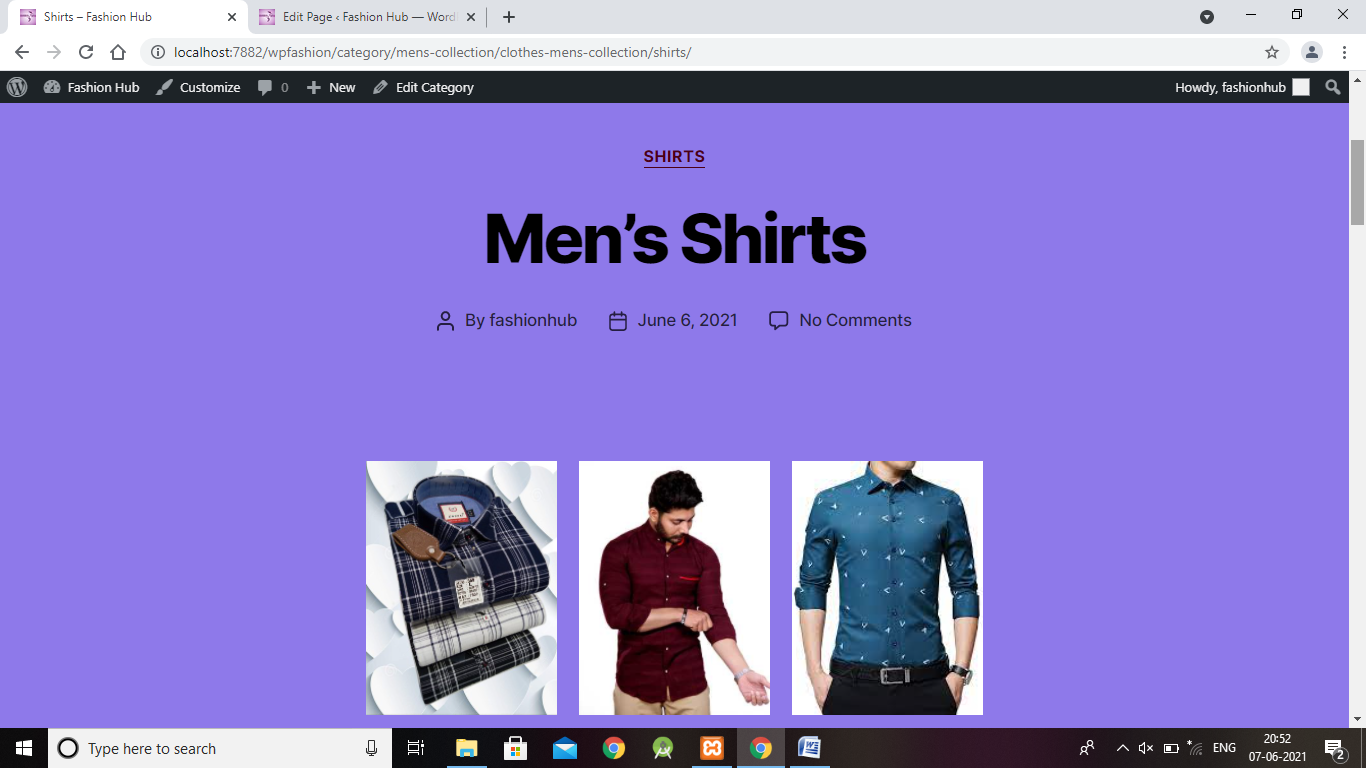 Shirts – Fashion Hub
Edit Page ‹ Fashion Hub — Word
localhost:7882/wpfashion/category/mens-collection/clothes-mens-collection/shirts/
Fashion Hub
Customize
0
New
Edit Category
Howdy, fashionhub
SHIRTS
Men’s Shirts
By fashionhub
June 6, 2021
No Comments
Type here to search
ENG
20:52
07-06-2021
2